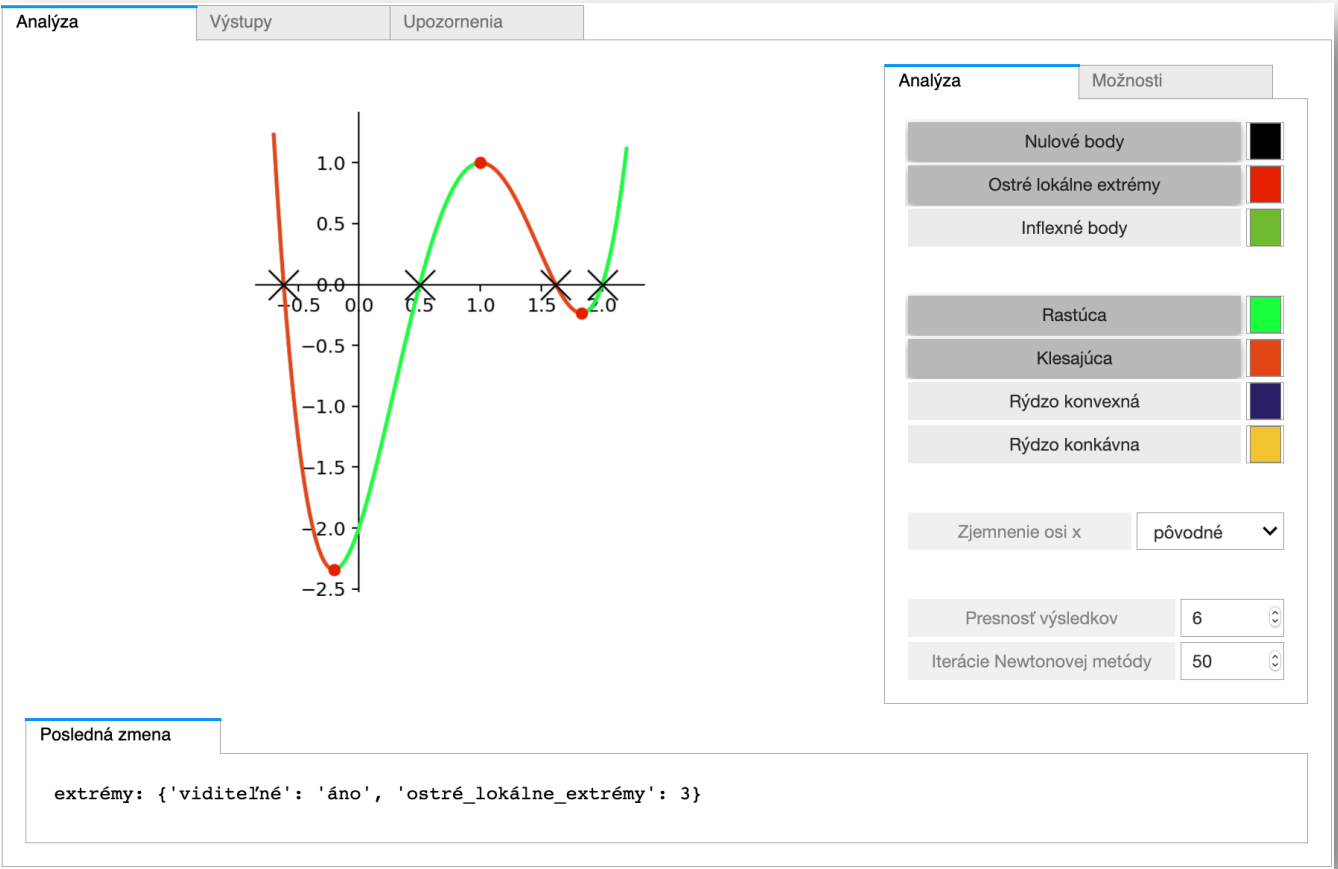 Analýza
Výstupy
Upozornenia
Analýza
Možnosti
1.0
0.5
0.0
−0.5
0.0
0.5
1.0
1.5
2.0
−0.5
−1.0
−1.5
−2.0
−2.5
Nulové body
Ostré lokálne extrémy
Inflexné body
Rastúca
Klesajúca
Rýdzo konvexná
Rýdzo konkávna
Zjemnenie osi x
pôvodné
Presnosť výsledkov
6
Iterácie Newtonovej metódy
50
Posledná zmena
extrémy: {'viditeľné': 'áno', 'ostré_lokálne_extrémy': 3}